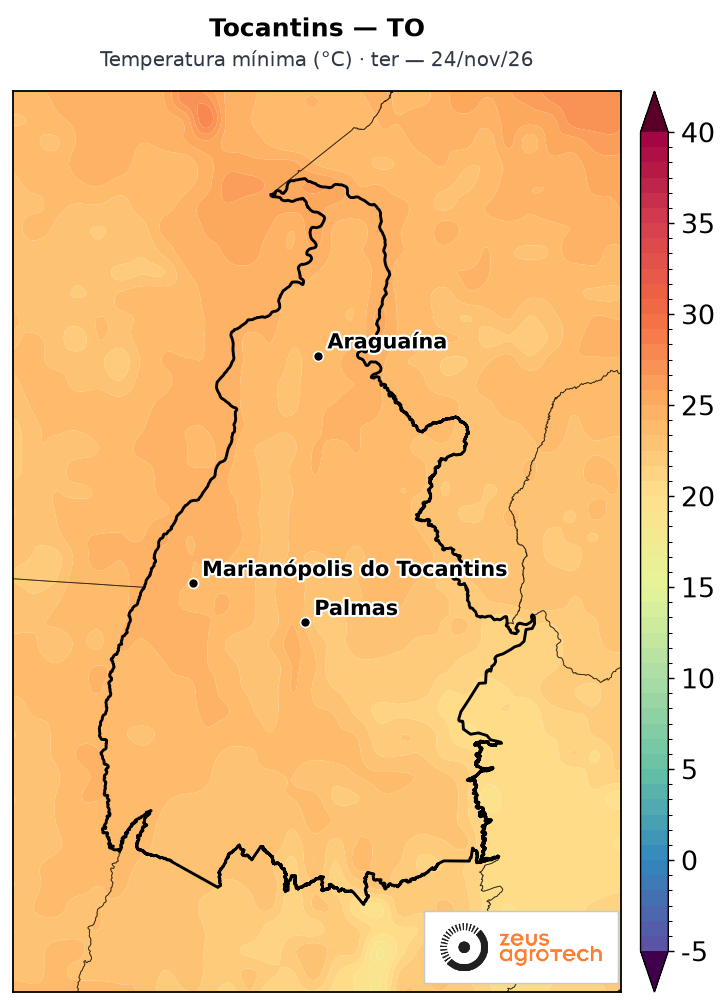 Tocantins — TO
Temperatura mínima (°C) · ter — 24/nov/26
Araguaína
Marianópolis do Tocantins
Palmas
40
35
30
25
20
15
10
5
0
-5
zeus
agrotech